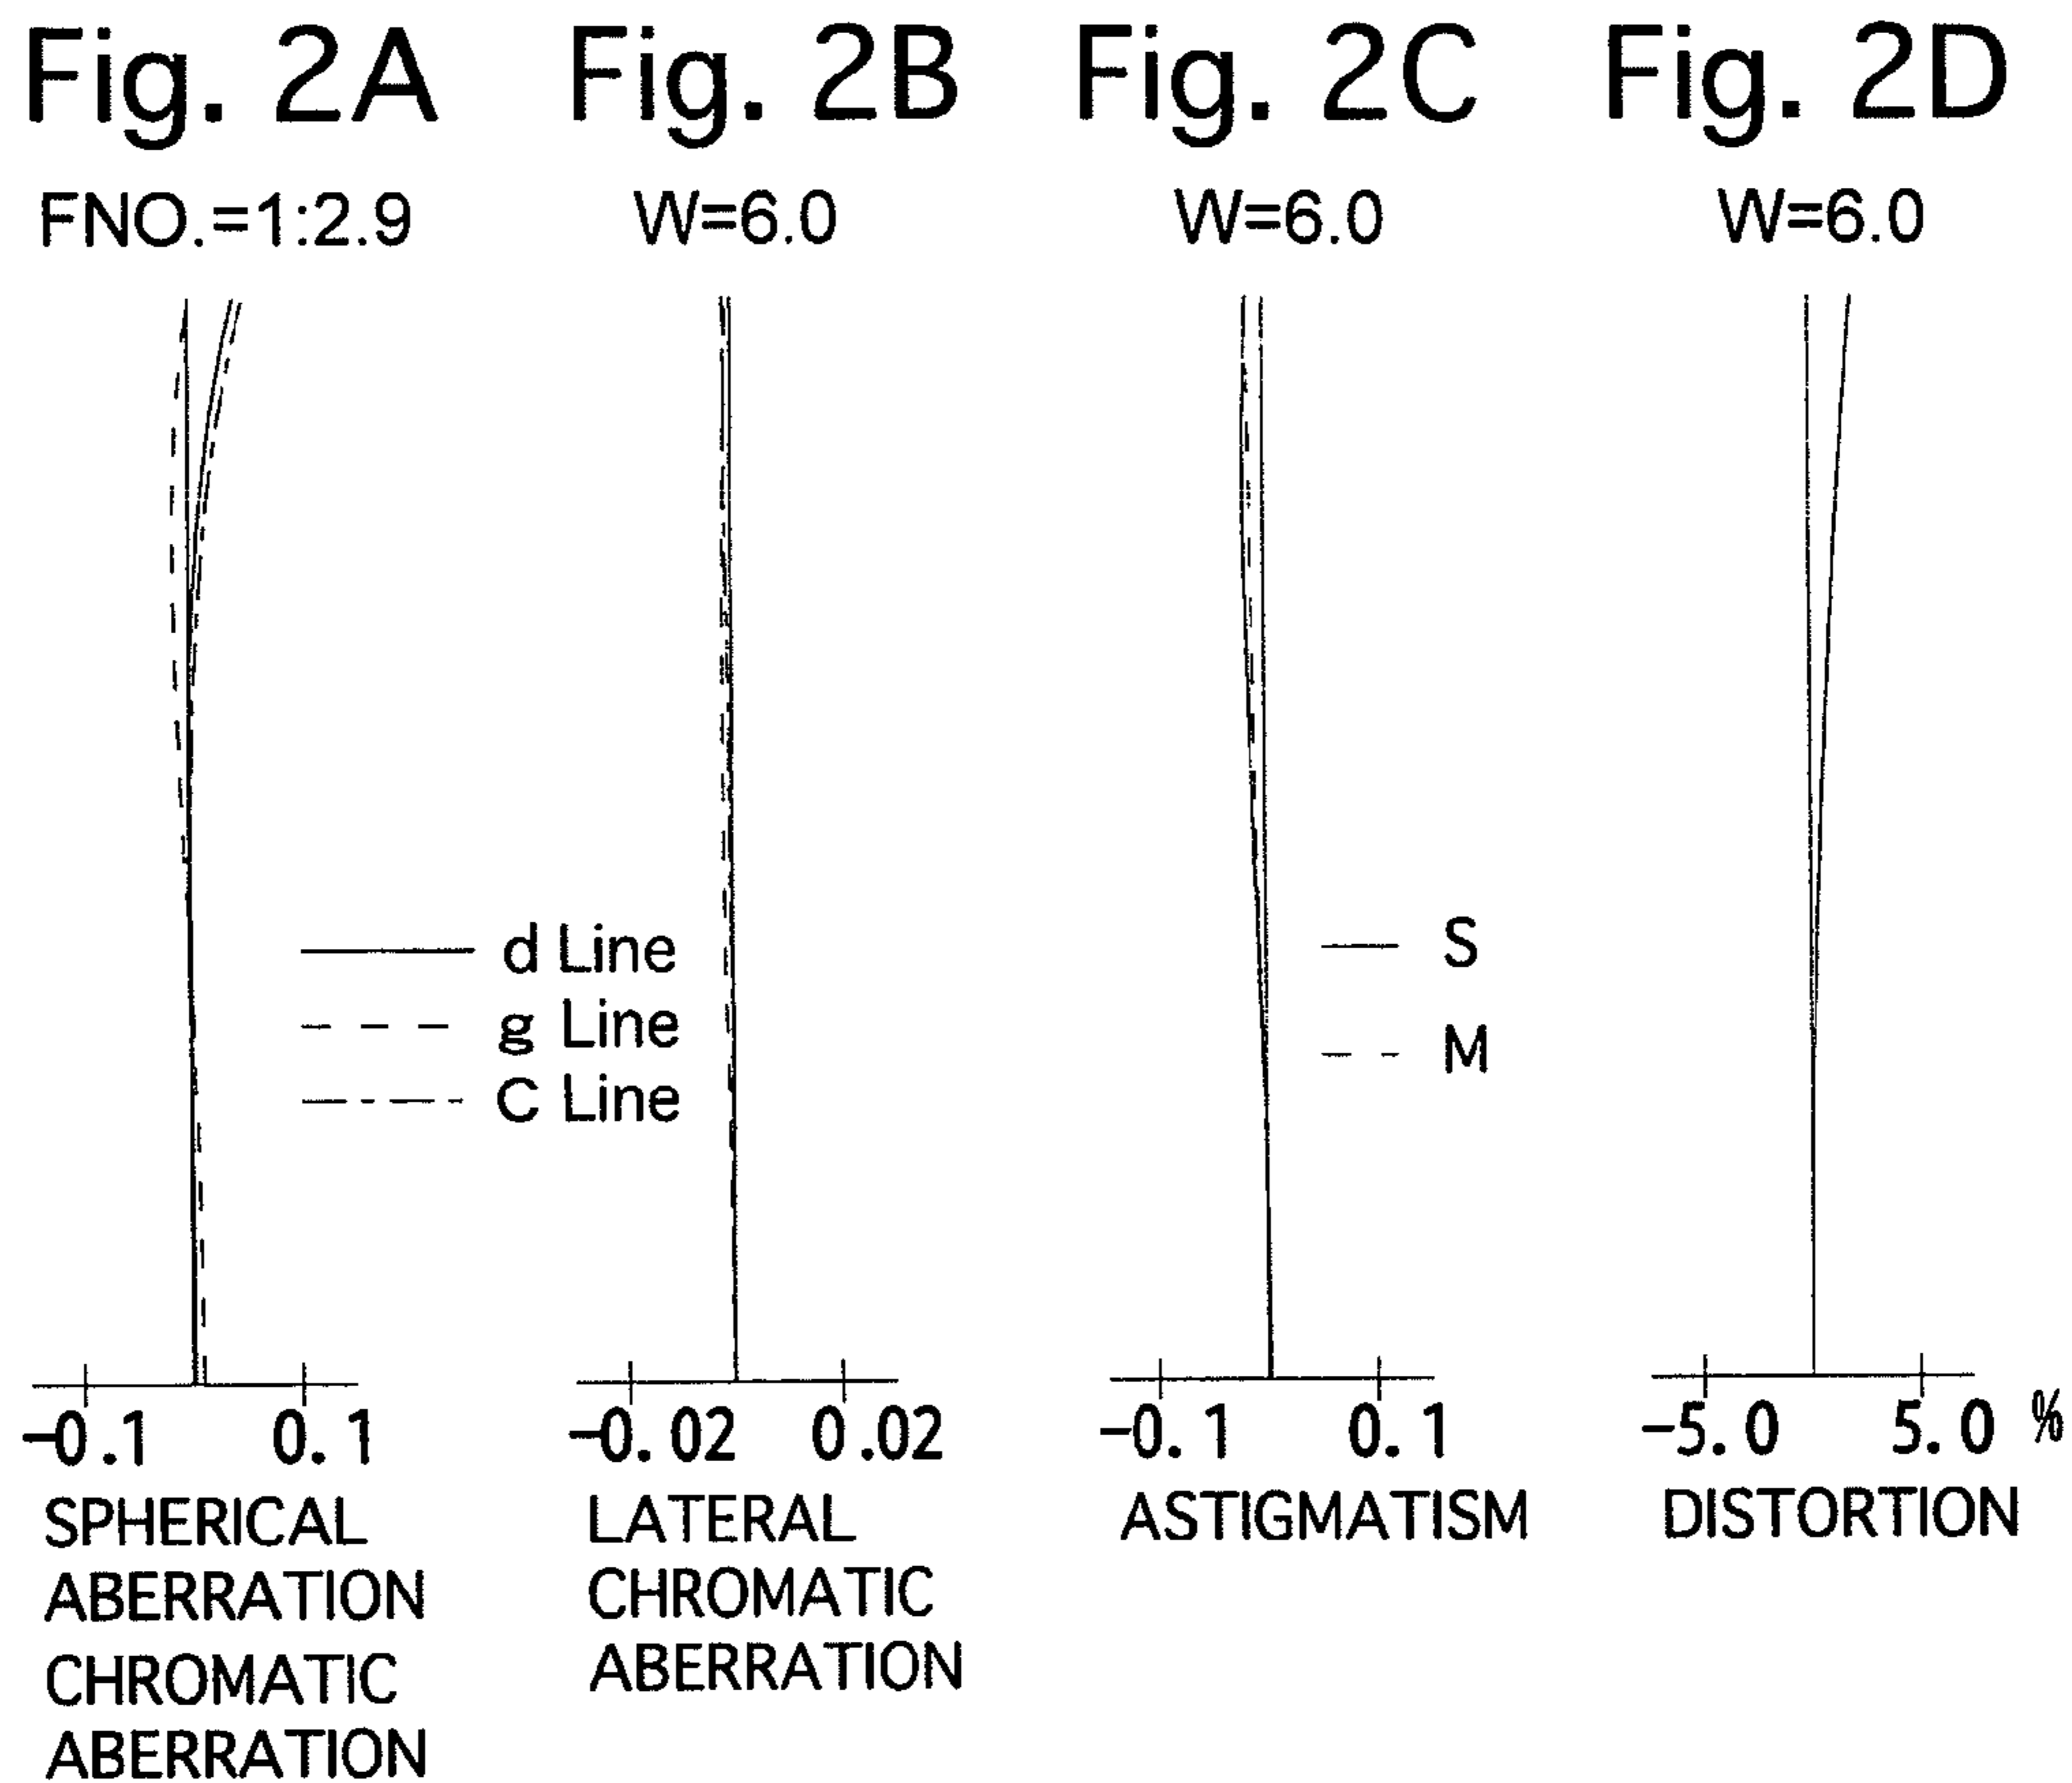 Fig. 2A
FNO.=1:2.9
Fig. 2B
W=6.0
Fig. 2C
W=6.0
Fig. 2D
W=6.0
d Line
g Line
C Line
S
M
-0.1 0.1
SPHERICAL
ABERRATION
CHROMATIC
ABERRATION
-0.02 0.02
LATERAL
CHROMATIC
ABERRATION
-0.1 0.1
ASTIGMATISM
-5.0 5.0 %
DISTORTION